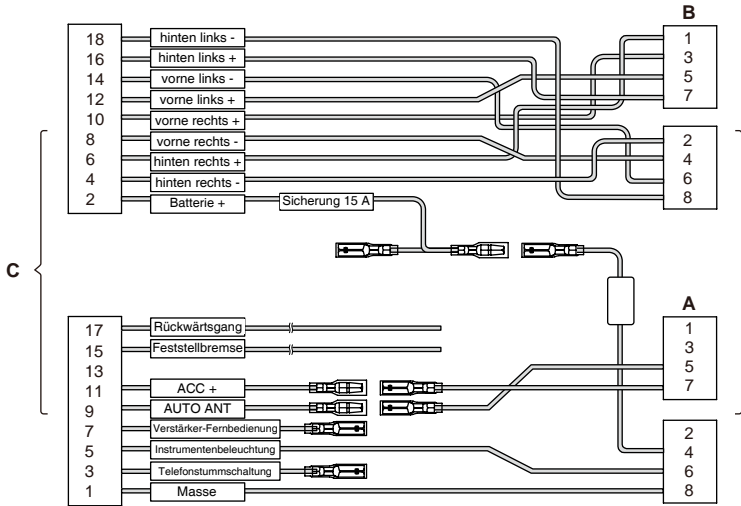 B
18 hinten links - 1
16 hinten links + 3
14 vorne links - 5
12 vorne links + 7
10 vorne rechts +
8 vorne rechts - 2
6 hinten rechts + 4
4 hinten rechts - 6
2 Batterie + Sicherung 15 A 8
C
A
17 Rückwärtsgang 1
15 Feststellbremse 3
13 5
11 ACC + 7
9 AUTO ANT
7 Verstärker-Fernbedienung 2
5 Instrumentenbeleuchtung 4
3 Telefonstummschaltung 6
1 Masse 8